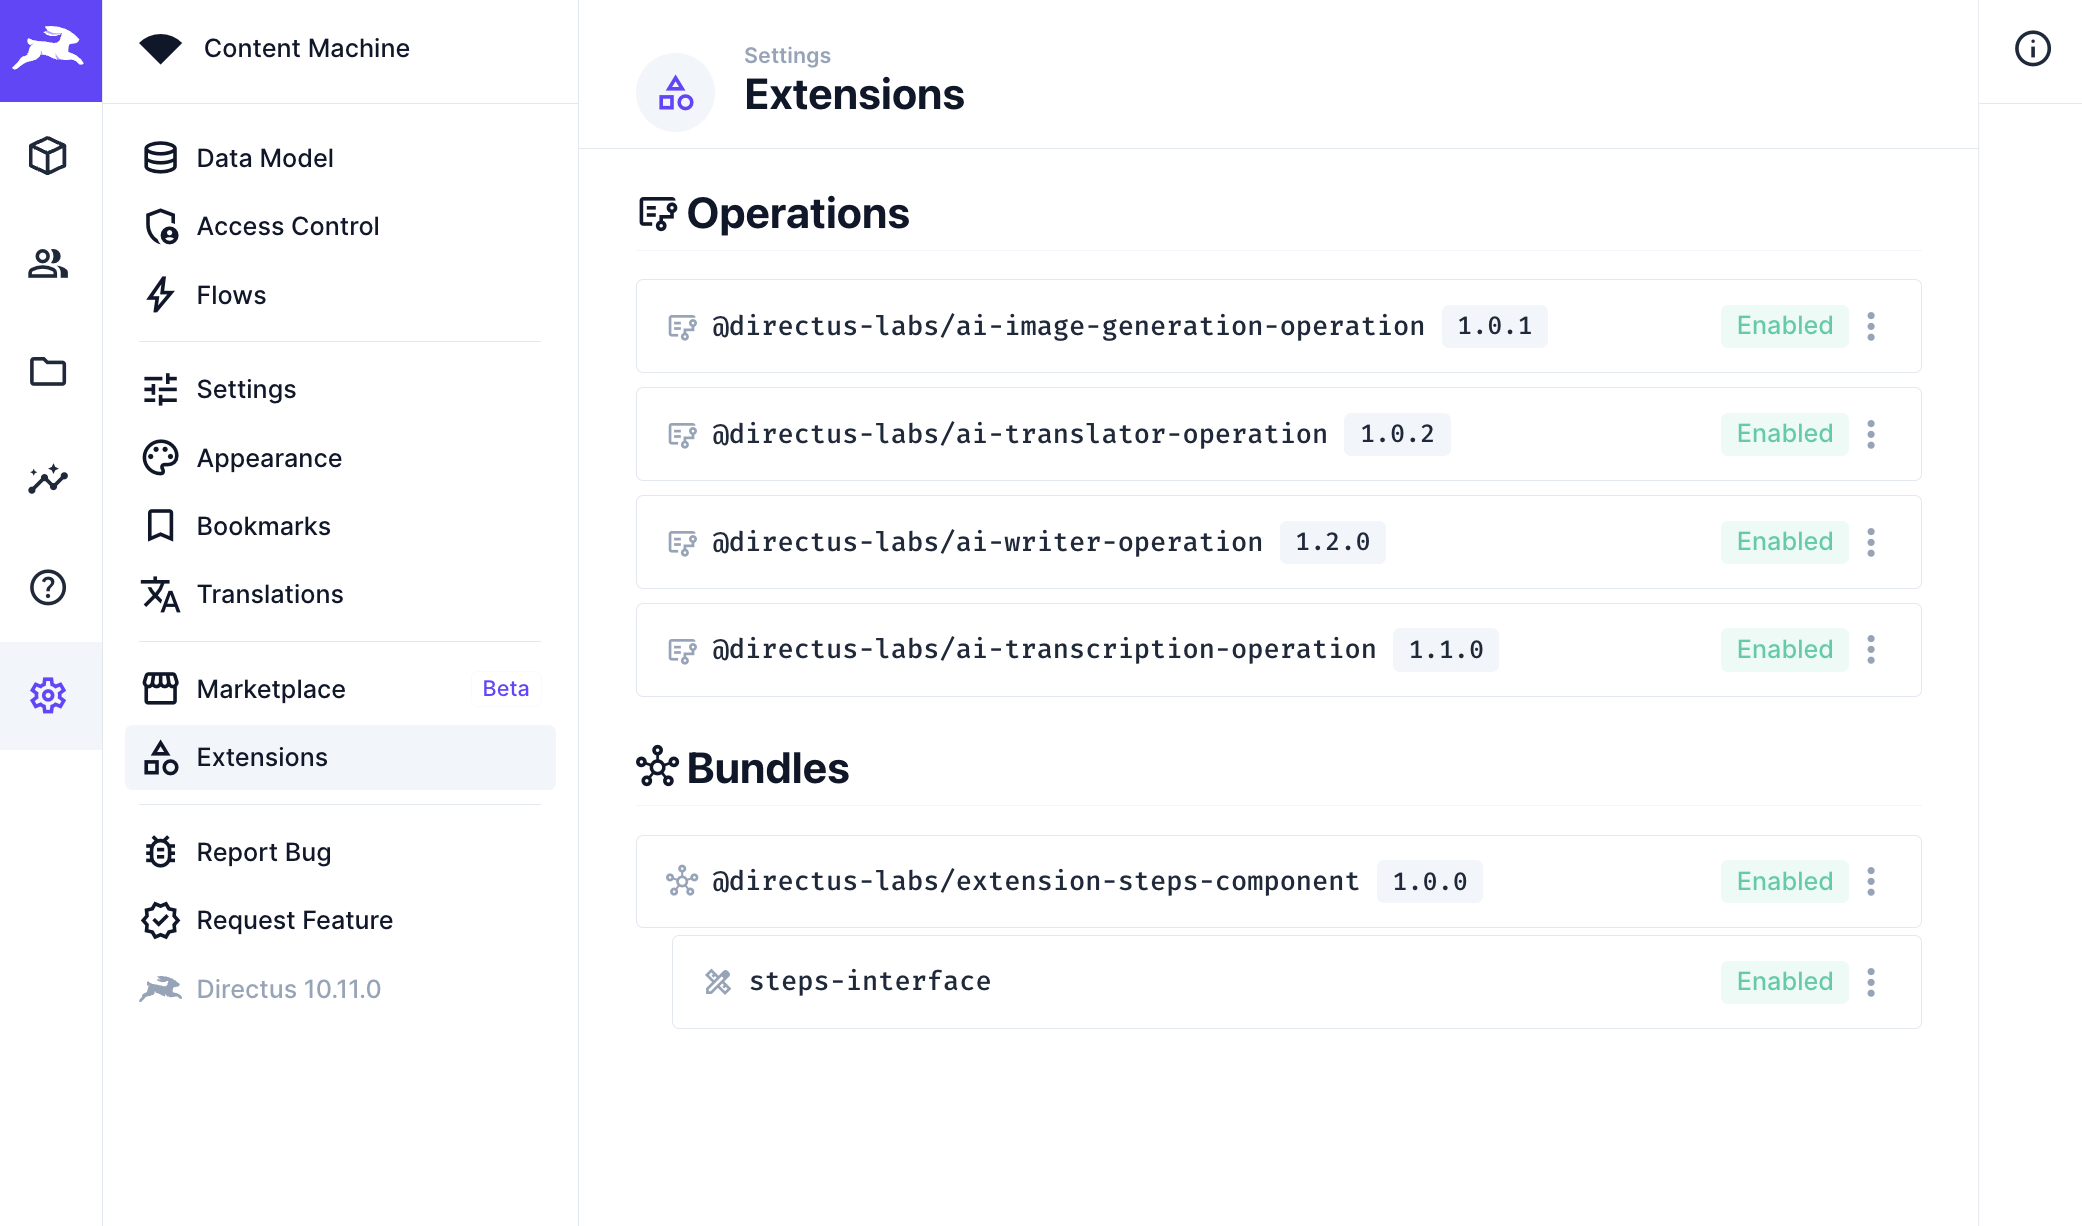 Content Machine
Data Model
Access Control
Flows
Settings
Appearance
Bookmarks
Translations
Marketplace Beta
Extensions
Report Bug
Request Feature
Directus 10.11.0
Settings
Extensions
Operations
@directus-labs/ai-image-generation-operation 1.0.1 Enabled
@directus-labs/ai-translator-operation 1.0.2 Enabled
@directus-labs/ai-writer-operation 1.2.0 Enabled
@directus-labs/ai-transcription-operation 1.1.0 Enabled
Bundles
@directus-labs/extension-steps-component 1.0.0 Enabled
steps-interface Enabled